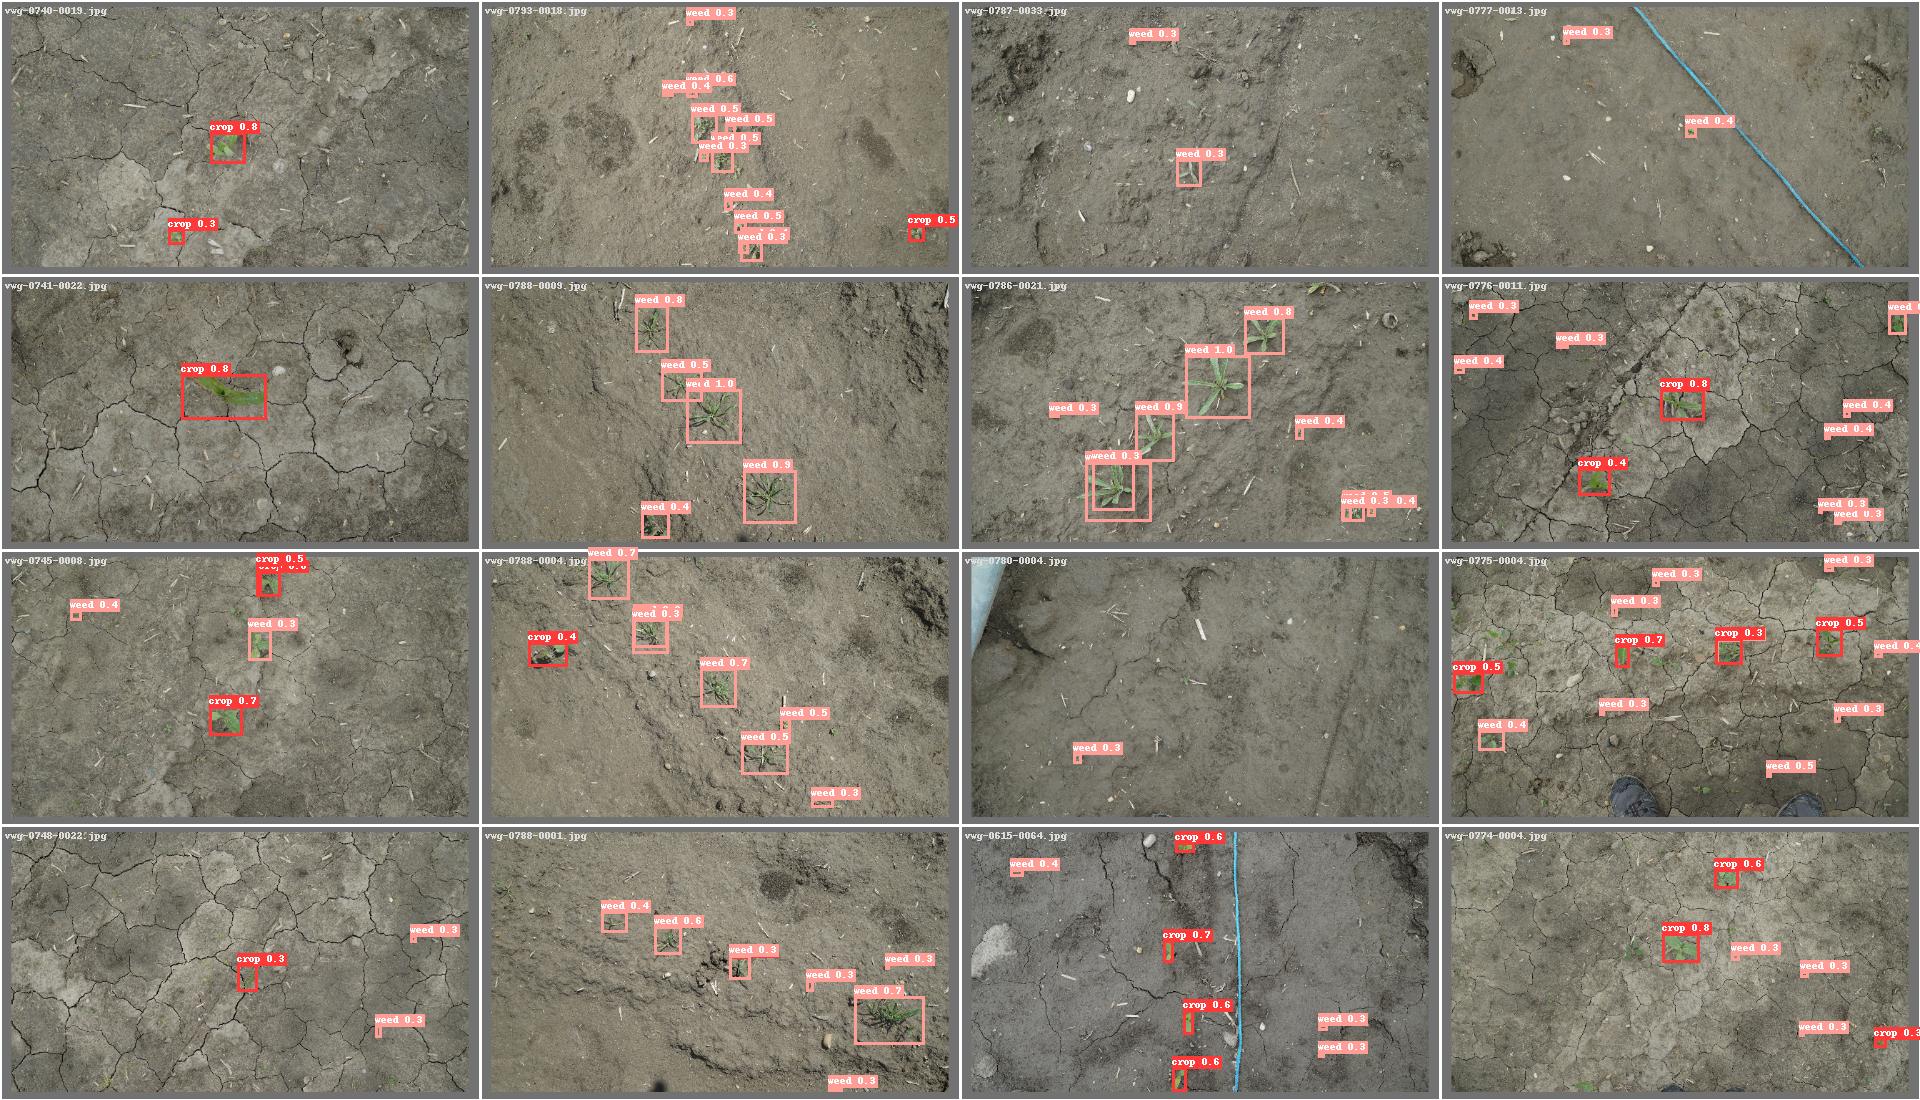 vwg-0740-0019.jpg
crop 0.8
crop 0.3
vwg-0793-0018.jpg
weed 0.3
weed 0.6
weed 0.4
weed 0.5
weed 0.5
weed 0.5
weed 0.3
weed 0.4
weed 0.5
weed 0.3
crop 0.5
vwg-0787-0033.jpg
weed 0.3
weed 0.3
vwg-0777-0013.jpg
weed 0.3
weed 0.4
vwg-0741-0022.jpg
crop 0.8
vwg-0788-0009.jpg
weed 0.8
weed 0.5
weed 1.0
weed 0.9
weed 0.4
vwg-0786-0021.jpg
weed 0.8
weed 1.0
weed 0.3
weed 0.9
weed 0.4
weed 0.3
weed 0.3
0.4
vwg-0776-0011.jpg
weed 0.3
weed
weed 0.3
weed 0.4
crop 0.8
weed 0.4
weed 0.4
crop 0.4
weed 0.3
weed 0.3
vwg-0745-0008.jpg
crop 0.5
weed 0.4
weed 0.3
crop 0.7
vwg-0788-0004.jpg
weed 0.7
weed 0.3
crop 0.4
weed 0.7
weed 0.5
weed 0.5
weed 0.3
vwg-0780-0004.jpg
weed 0.3
vwg-0775-0004.jpg
weed 0.3
weed 0.3
weed 0.3
crop 0.5
crop 0.3
crop 0.7
weed 0.4
crop 0.5
weed 0.3
weed 0.3
weed 0.4
weed 0.5
vwg-0748-0022.jpg
weed 0.3
crop 0.3
weed 0.3
vwg-0788-0001.jpg
weed 0.4
weed 0.6
weed 0.3
weed 0.3
weed 0.3
weed 0.7
weed 0.3
vwg-0615-0064.jpg
crop 0.6
weed 0.4
crop 0.7
crop 0.6
weed 0.3
weed 0.3
crop 0.6
vwg-0774-0004.jpg
crop 0.6
crop 0.8
weed 0.3
weed 0.3
weed 0.3
crop 0.3